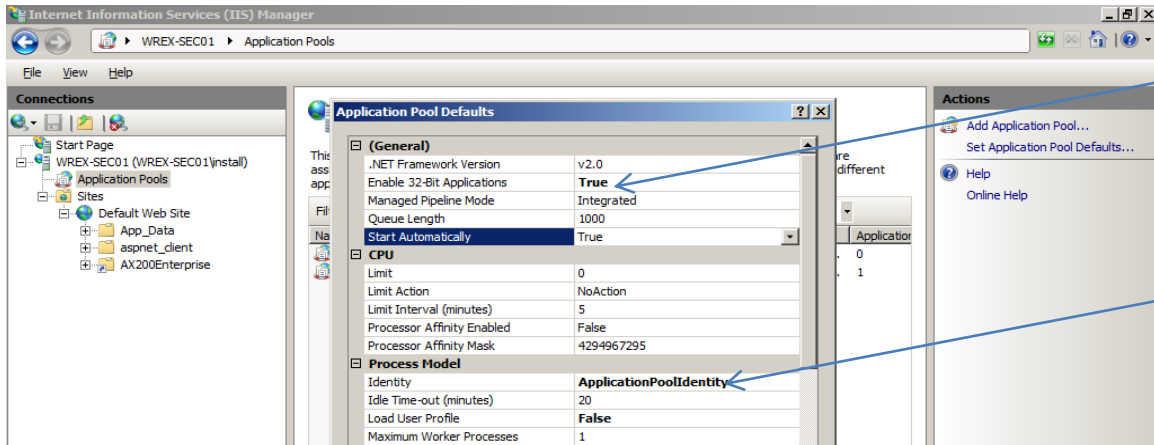 Internet Information Services (IIS) Manager
WREX-SEC01 Application Pools
File View Help
Connections
Start Page
WREX-SEC01 (WREX-SEC01\install)
Application Pools
Sites
Default Web Site
App_Data
aspnet_client
AX200Enterprise
This
ass
app
Fil
Na
Application Pool Defaults
(General)
.NET Framework Version v2.0
Enable 32-Bit Applications True
Managed Pipeline Mode Integrated
Queue Length 1000
Start Automatically True
CPU
Limit 0
Limit Action NoAction
Limit Interval (minutes) 5
Processor Affinity Enabled False
Processor Affinity Mask 4294967295
Process Model
Identity ApplicationPoolIdentity
Idle Time-out (minutes) 20
Load User Profile False
Maximum Worker Processes 1
are
different
Application
0
1
Actions
Add Application Pool...
Set Application Pool Defaults...
Help
Online Help